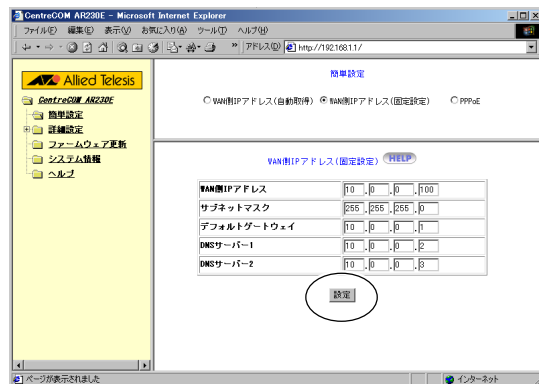 CentreCOM AR230E - Microsoft Internet Explorer
ファイル(F) 編集(E) 表示(V) お気に入り(A) ツール(T) ヘルプ(H)
» アドレス(D) http://192.168.1.1/
Allied Telesis
CentreCOM AR230E
簡単設定
詳細設定
ファームウェア更新
システム情報
ヘルプ
簡単設定
WAN側IPアドレス(自動取得) WAN側IPアドレス(固定設定) PPPoE
WAN側IPアドレス(固定設定) HELP
WAN側IPアドレス 10 . 0 . 0 . 100
サブネットマスク 255 . 255 . 255 . 0
デフォルトゲートウェイ 10 . 0 . 0 . 1
DNSサーバー1 10 . 0 . 0 . 2
DNSサーバー2 10 . 0 . 0 . 3
設定
ページが表示されました インターネット